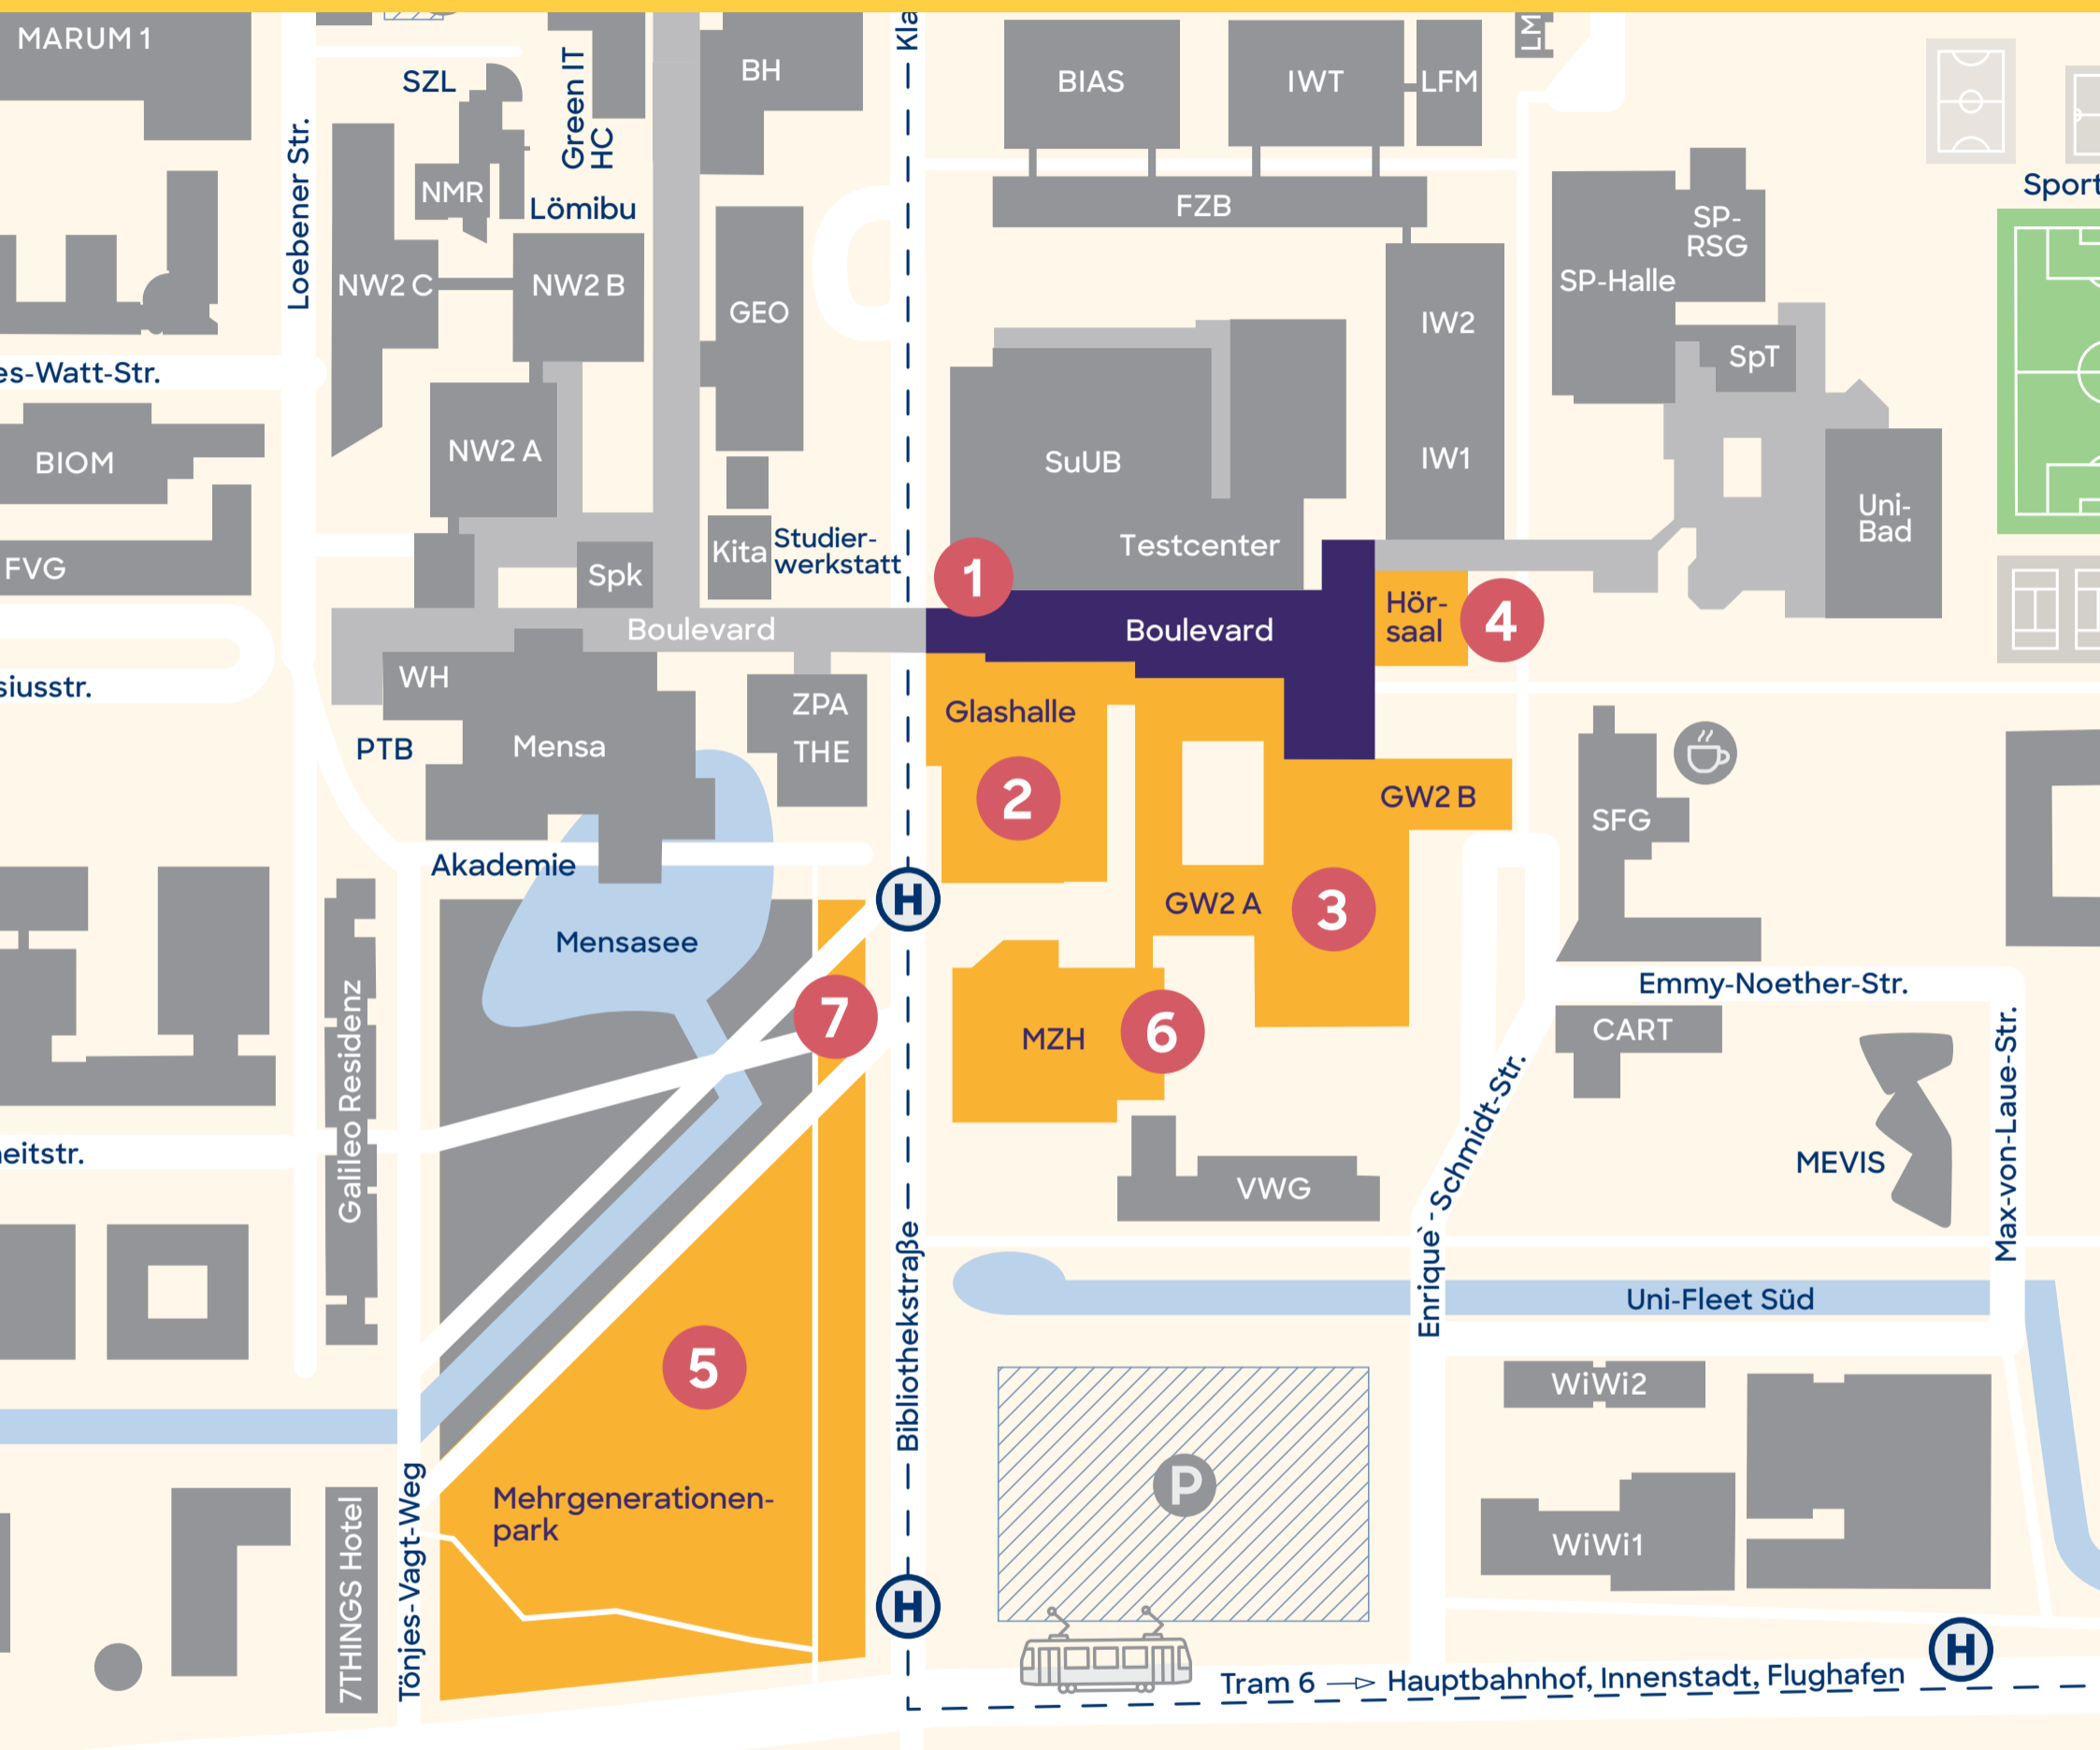 MARUM 1
SZL
Green IT
HC
BH
Kla
BIAS
IWT
LFM
LM
Loebener Str.
NMR
Lömibu
FZB
SP-
RSG
Sport
SP-Halle
NW2 C
NW2 B
GEO
IW2
SpT
es-Watt-Str.
BIOM
NW2 A
SuUB
IW1
Uni-
Bad
FVG
Spk
Kita
Studier-
werkstatt
1
Testcenter
Hör-
saal
4
Boulevard
Boulevard
siusstr.
WH
ZPA
Glashalle
PTB
Mensa
THE
2
GW2 B
SFG
Akademie
H
GW2 A
3
Mensasee
Emmy-Noether-Str.
7
MZH
6
CART
Galileo Residenz
eitstr.
Enriquè-Schmidt-Str.
MEVIS
Max-von-Laue-Str.
VWG
Bibliothekstraße
Uni-Fleet Süd
5
WiWi2
P
Mehrgenerationen-
park
7THINGS Hotel
Tönjes-Vagt-Weg
WiWi1
H
H
Tram 6 → Hauptbahnhof, Innenstadt, Flughafen